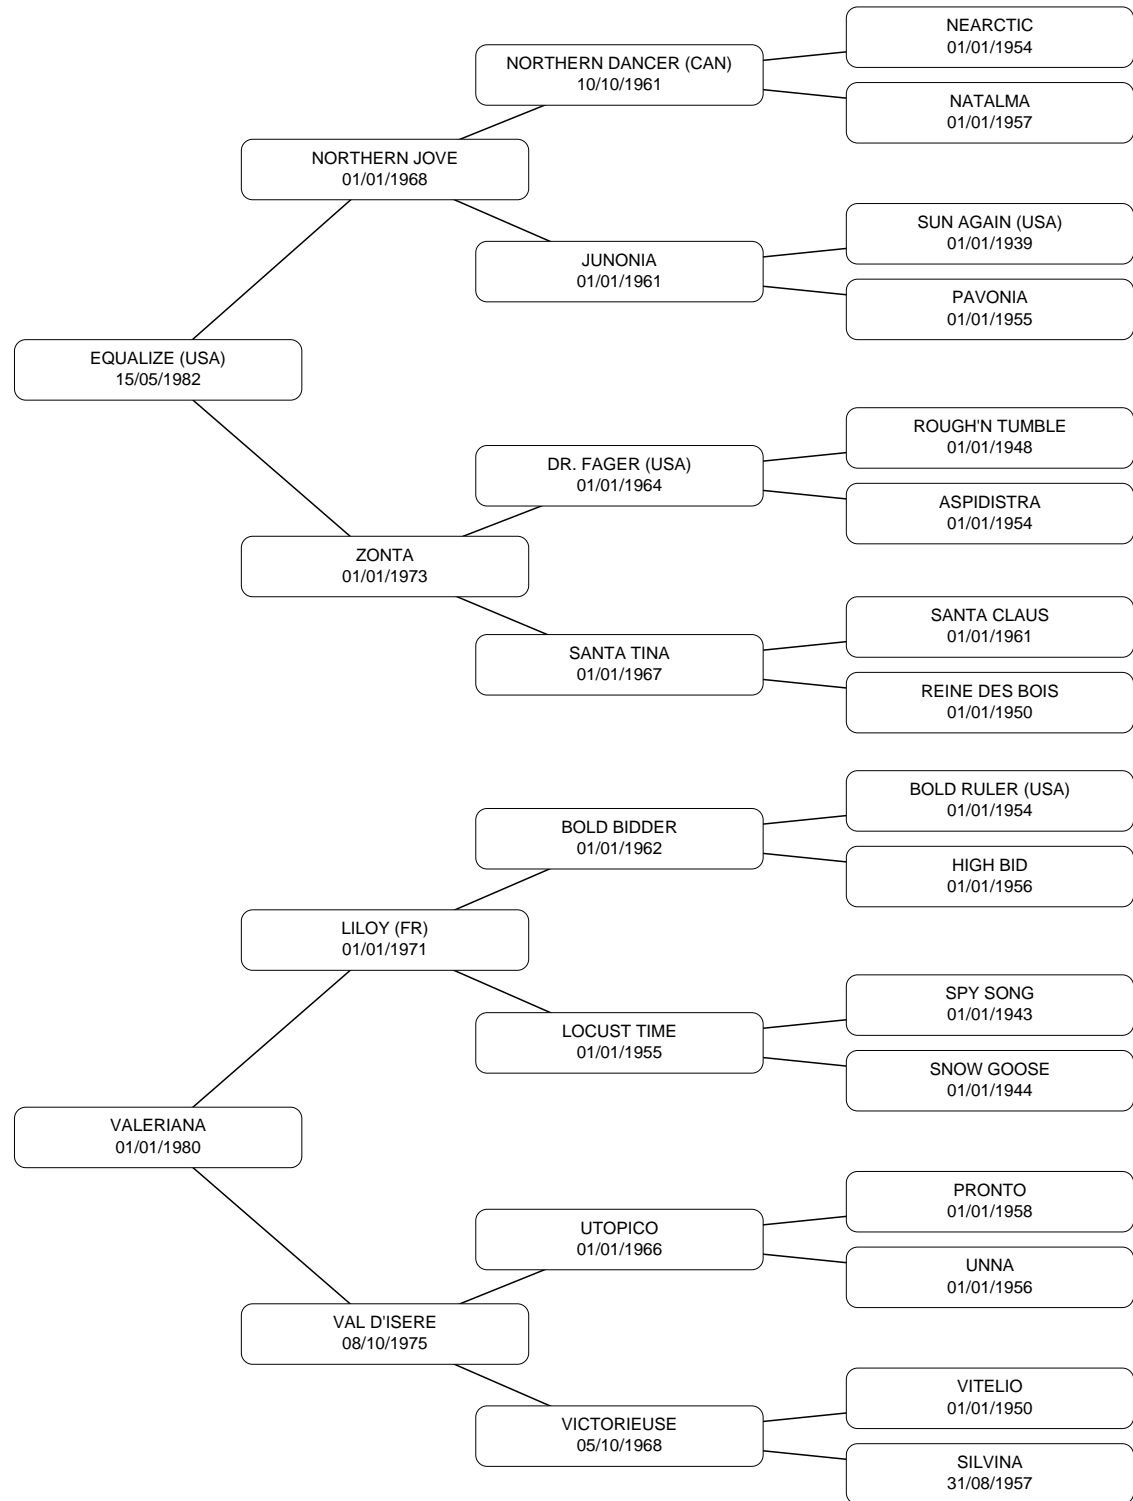 NEARCTIC
01/01/1954
NORTHERN DANCER (CAN)
10/10/1961
NATALMA
01/01/1957
NORTHERN JOVE
01/01/1968
SUN AGAIN (USA)
01/01/1939
JUNONIA
01/01/1961
PAVONIA
01/01/1955
EQUALIZE (USA)
15/05/1982
ROUGH'N TUMBLE
01/01/1948
DR. FAGER (USA)
01/01/1964
ASPIDISTRA
01/01/1954
ZONTA
01/01/1973
SANTA CLAUS
01/01/1961
SANTA TINA
01/01/1967
REINE DES BOIS
01/01/1950
BOLD RULER (USA)
01/01/1954
BOLD BIDDER
01/01/1962
HIGH BID
01/01/1956
LILOY (FR)
01/01/1971
SPY SONG
01/01/1943
LOCUST TIME
01/01/1955
SNOW GOOSE
01/01/1944
VALERIANA
01/01/1980
PRONTO
01/01/1958
UTOPICO
01/01/1966
UNNA
01/01/1956
VAL D'ISERE
08/10/1975
VITELIO
01/01/1950
VICTORIEUSE
05/10/1968
SILVINA
31/08/1957